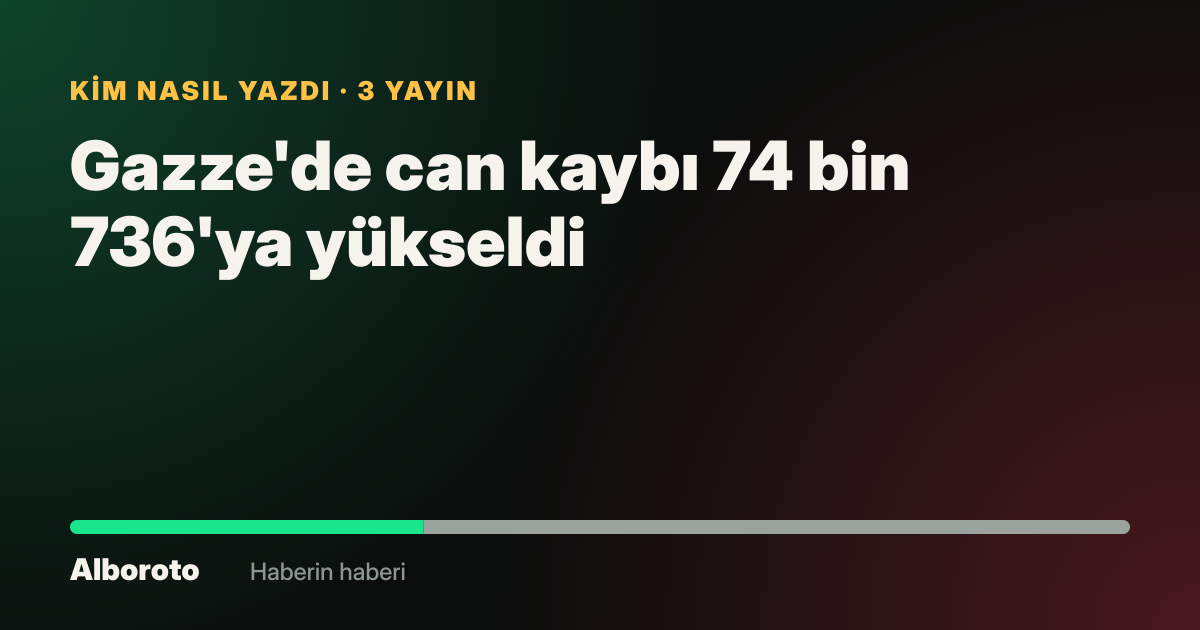 KİM NASIL YAZDI · 3 YAYIN
Gazze'de can kaybı 74 bin
736'ya yükseldi
Alboroto
Haberin haberi